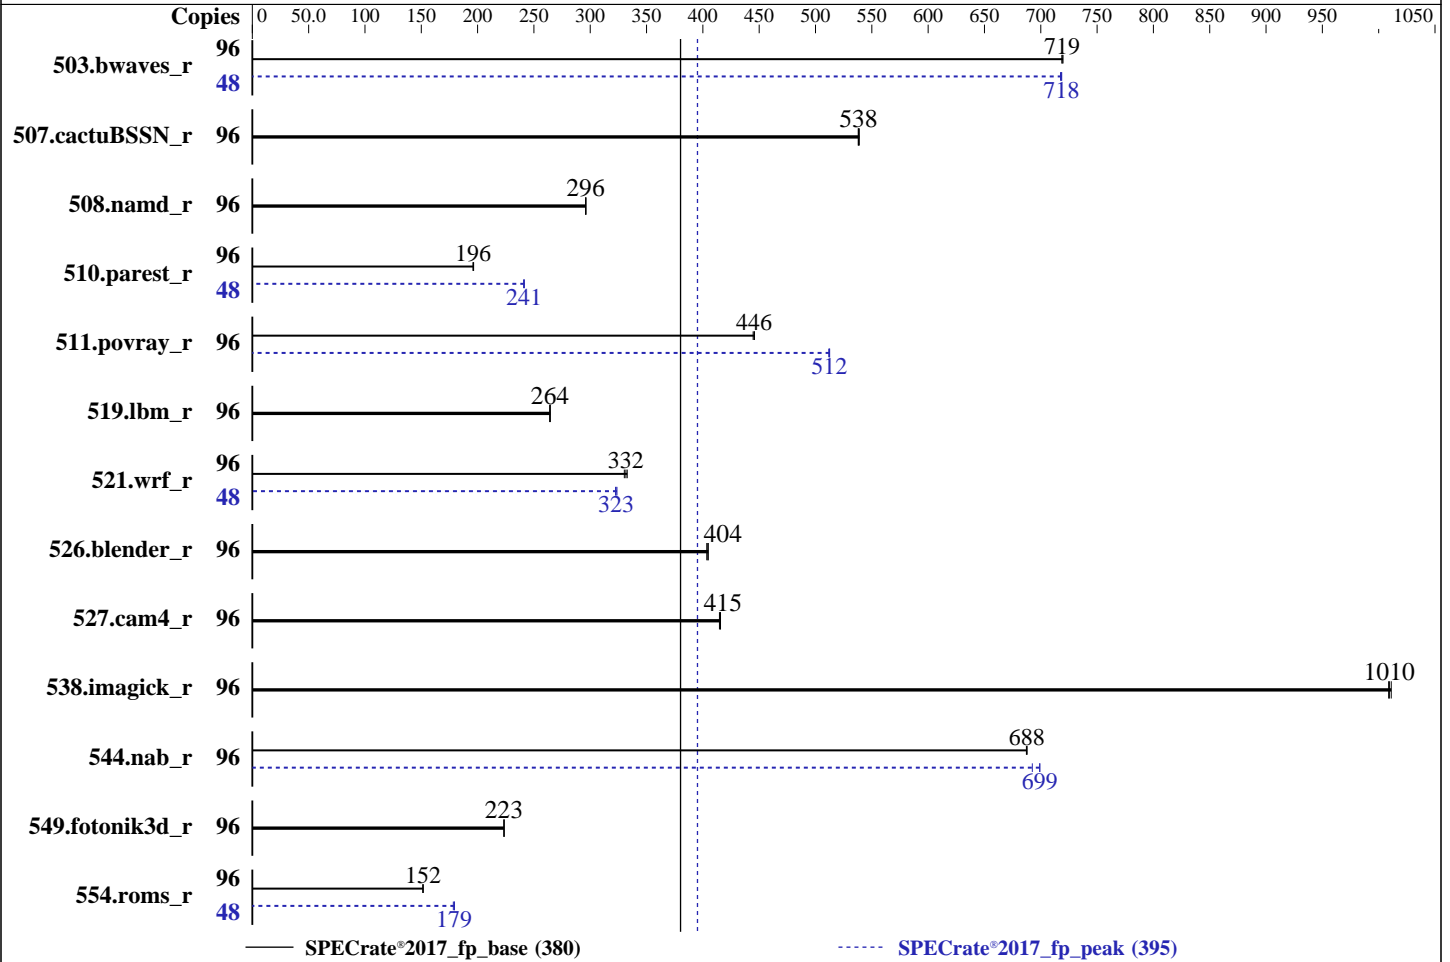 Copies 0 50.0 100 150 200 250 300 350 400 450 500 550 600 650 700 750 800 850 900 950 1050
503.bwaves_r 96 719
48 718
507.cactuBSSN_r 96 538
508.namd_r 96 296
510.parest_r 96 196
48 241
511.povray_r 96 446
512
519.lbm_r 96 264
521.wrf_r 96 332
48 323
526.blender_r 96 404
527.cam4_r 96 415
538.imagick_r 96 1010
544.nab_r 96 688
699
549.fotonik3d_r 96 223
554.roms_r 96 152
48 179
SPECrate®2017_fp_base (380) SPECrate®2017_fp_peak (395)